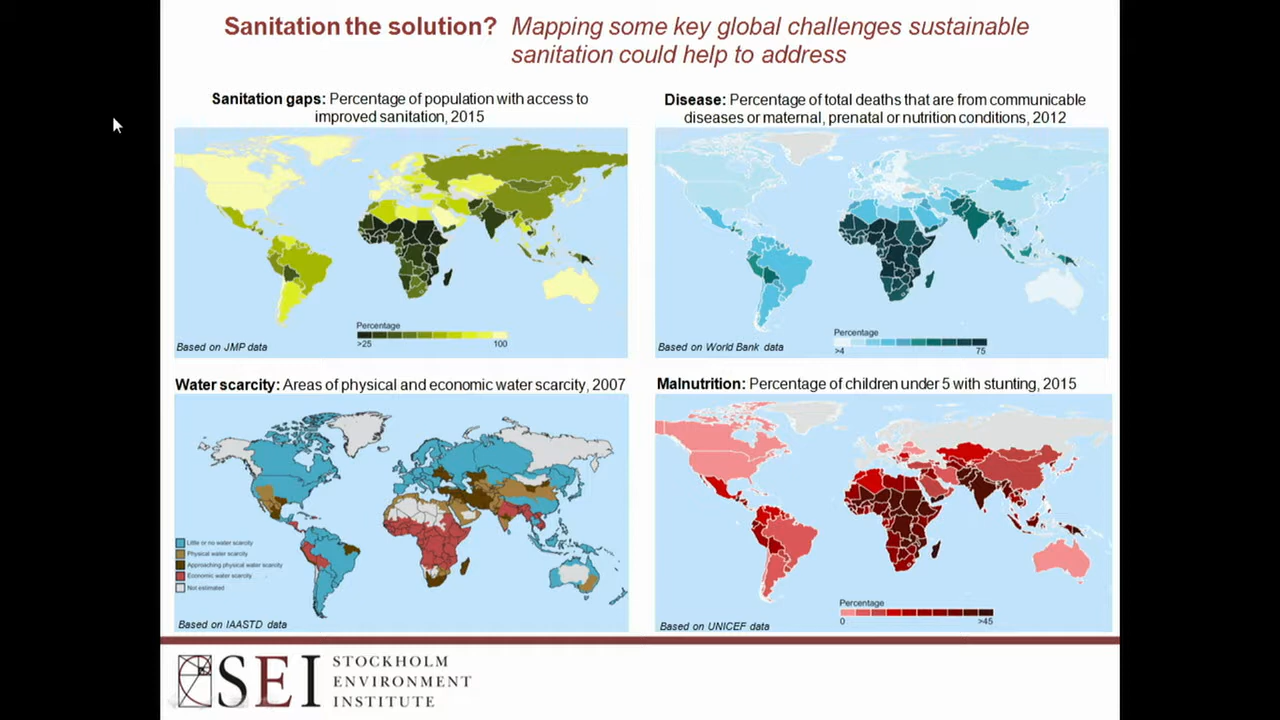 Sanitation the solution? Mapping some key global challenges sustainable
sanitation could help to address
Sanitation gaps: Percentage of population with access to
improved sanitation, 2015
Percentage
>25 100
Based on JMP data
Disease: Percentage of total deaths that are from communicable
diseases or maternal, prenatal or nutrition conditions, 2012
Percentage
>4 75
Based on World Bank data
Water scarcity: Areas of physical and economic water scarcity, 2007
Little or no water scarcity
Physical water scarcity
Approaching physical water scarcity
Economic water scarcity
Not estimated
Based on IAASTD data
Malnutrition: Percentage of children under 5 with stunting, 2015
Percentage
0 >45
Based on UNICEF data
SEI
STOCKHOLM
ENVIRONMENT
INSTITUTE